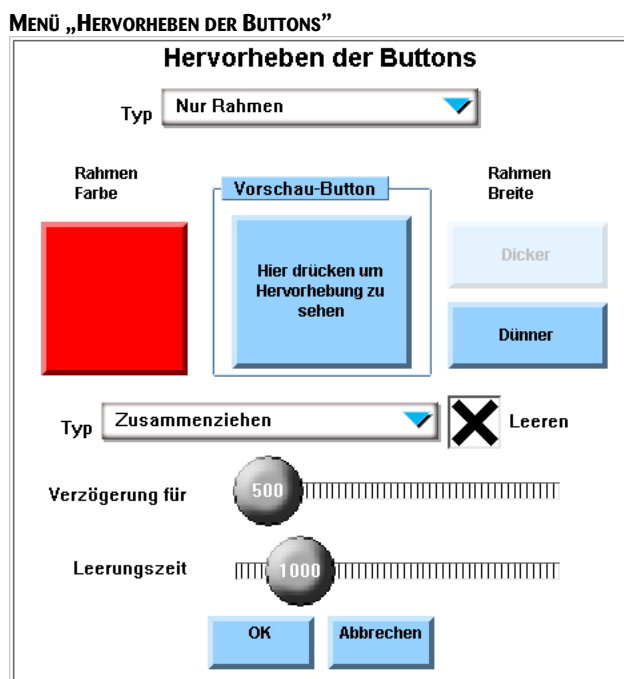 MENÜ „HERVORHEBEN DER BUTTONS”
Hervorheben der Buttons
Typ Nur Rahmen
Rahmen
Farbe
Vorschau-Button
Rahmen
Breite
Hier drücken um
Hervorhebung zu
sehen
Dicker
Dünner
Typ Zusammenziehen Leeren
Verzögerung für 500
Leerungszeit 1000
OK Abbrechen